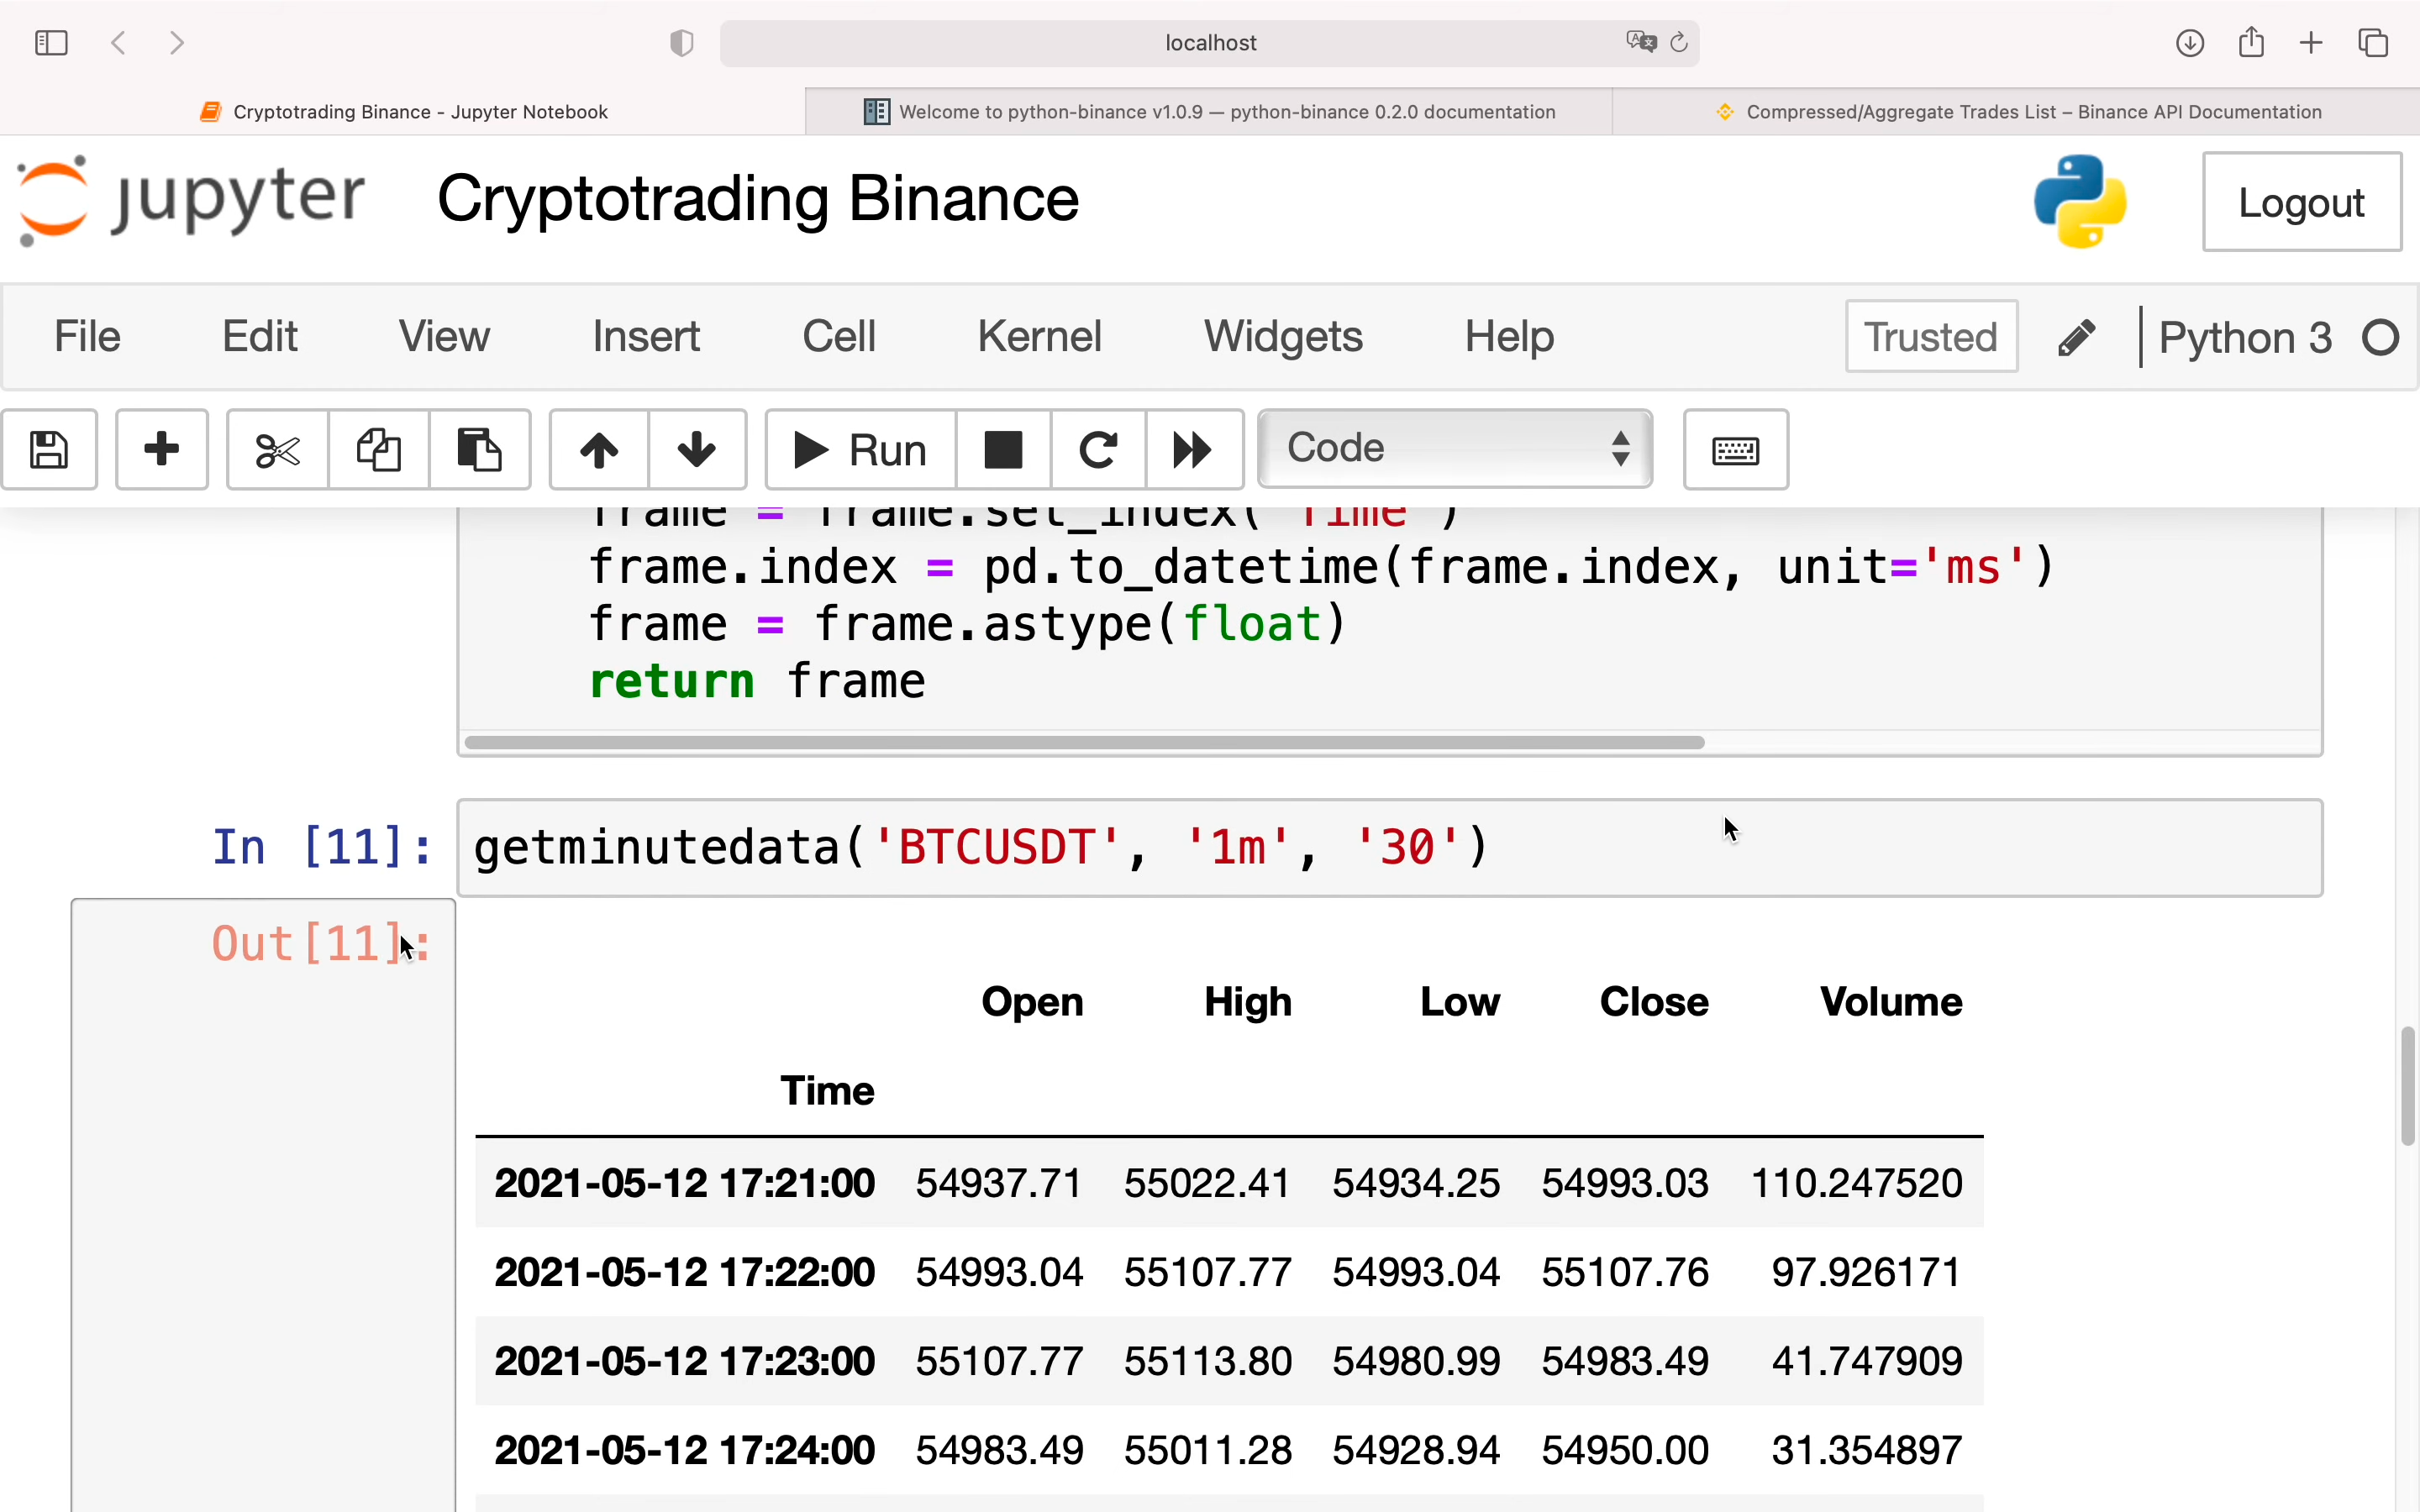 localhost
Cryptotrading Binance - Jupyter Notebook
Welcome to python-binance v1.0.9 — python-binance 0.2.0 documentation
Compressed/Aggregate Trades List – Binance API Documentation
jupyter
Cryptotrading Binance
Logout
File Edit View Insert Cell Kernel Widgets Help Trusted Python 3
Run Code
frame = frame.set_index('Time')
frame.index = pd.to_datetime(frame.index, unit='ms')
frame = frame.astype(float)
return frame
In [11]: getminutedata('BTCUSDT', '1m', '30')
Out[11]:
Open High Low Close Volume
Time
2021-05-12 17:21:00 54937.71 55022.41 54934.25 54993.03 110.247520
2021-05-12 17:22:00 54993.04 55107.77 54993.04 55107.76 97.926171
2021-05-12 17:23:00 55107.77 55113.80 54980.99 54983.49 41.747909
2021-05-12 17:24:00 54983.49 55011.28 54928.94 54950.00 31.354897